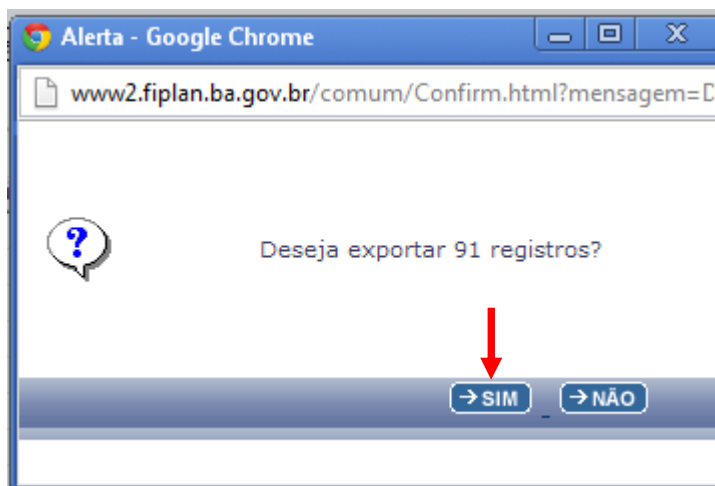 Alerta - Google Chrome
www2.fiplan.ba.gov.br/comum/Confirm.html?mensagem=D
?
Deseja exportar 91 registros?
SIM NÃO